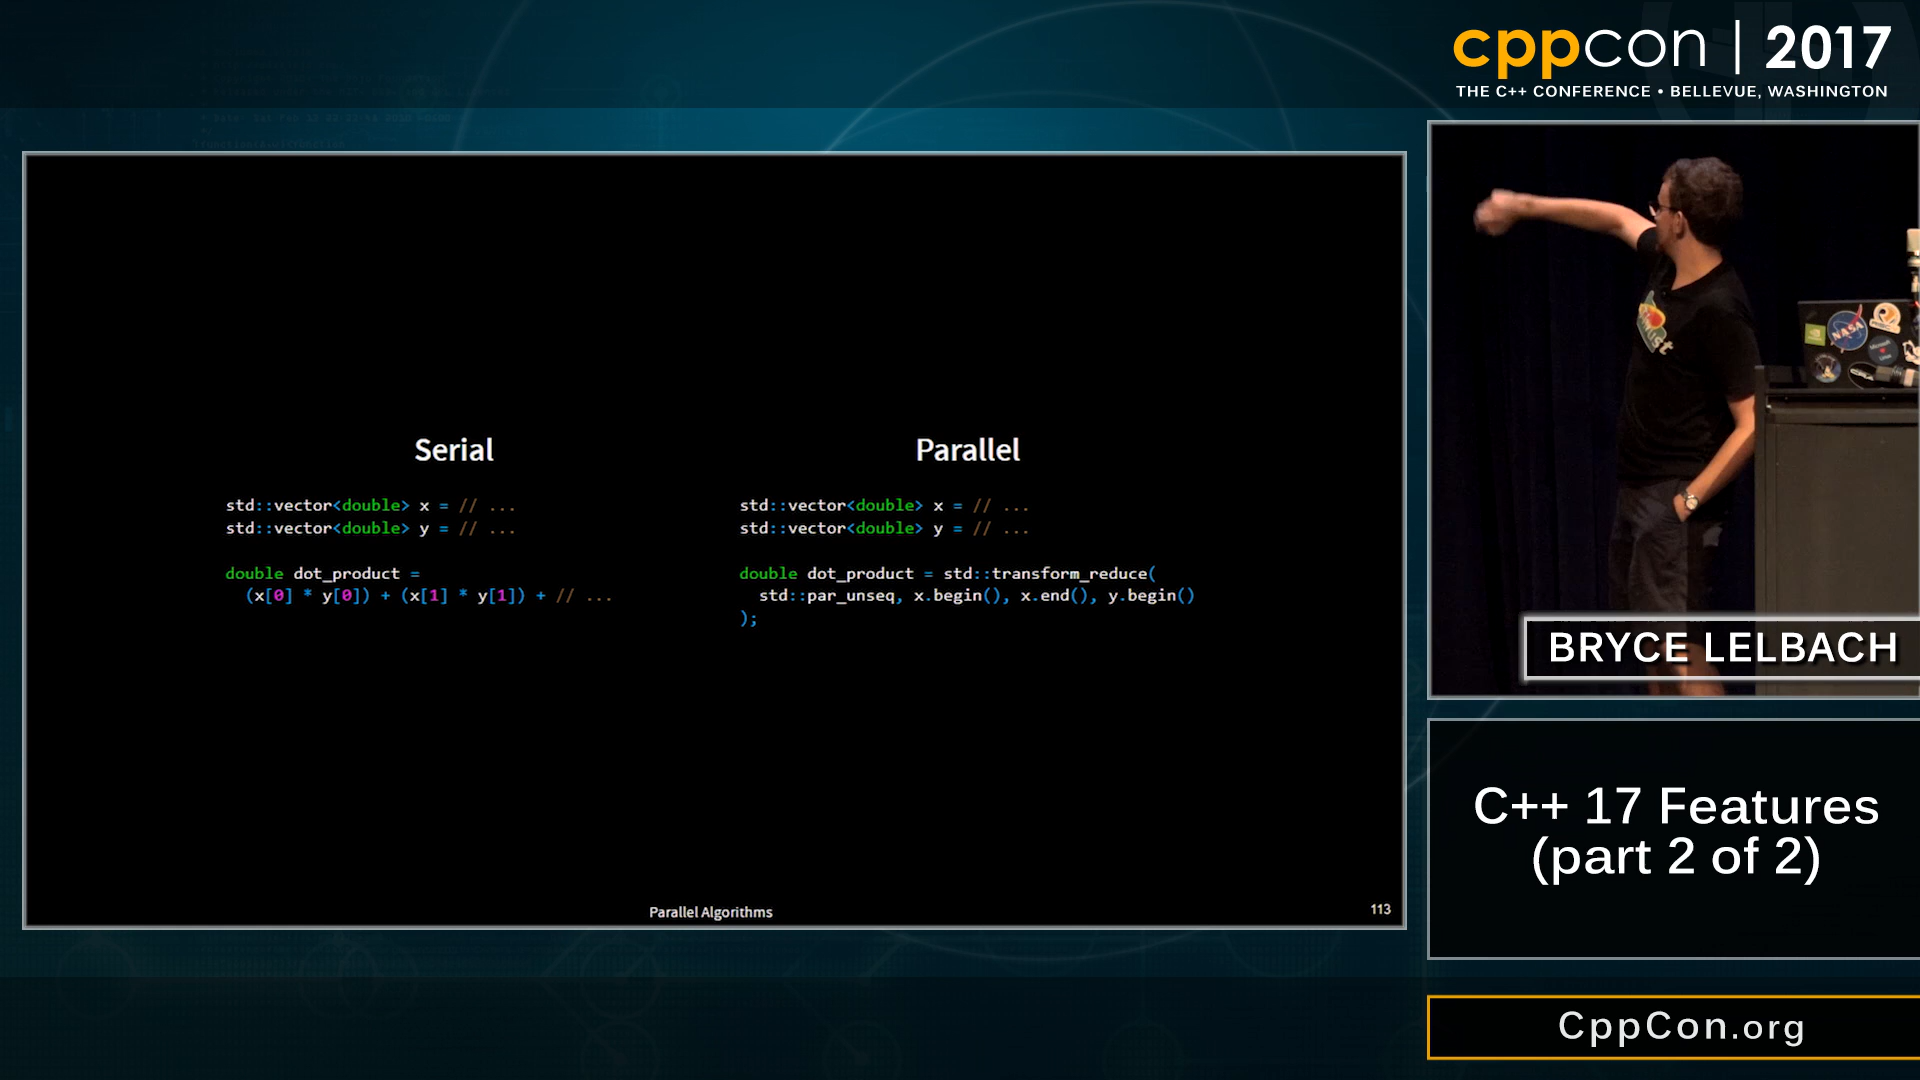 cppcon | 2017
THE C++ CONFERENCE • BELLEVUE, WASHINGTON
Serial
std::vector<double> x = // ...
std::vector<double> y = // ...
double dot_product =
(x[0] * y[0]) + (x[1] * y[1]) + // ...
Parallel
std::vector<double> x = // ...
std::vector<double> y = // ...
double dot_product = std::transform_reduce(
std::par_unseq, x.begin(), x.end(), y.begin()
);
Parallel Algorithms
113
NASA
BRYCE LELBACH
C++ 17 Features
(part 2 of 2)
CppCon.org